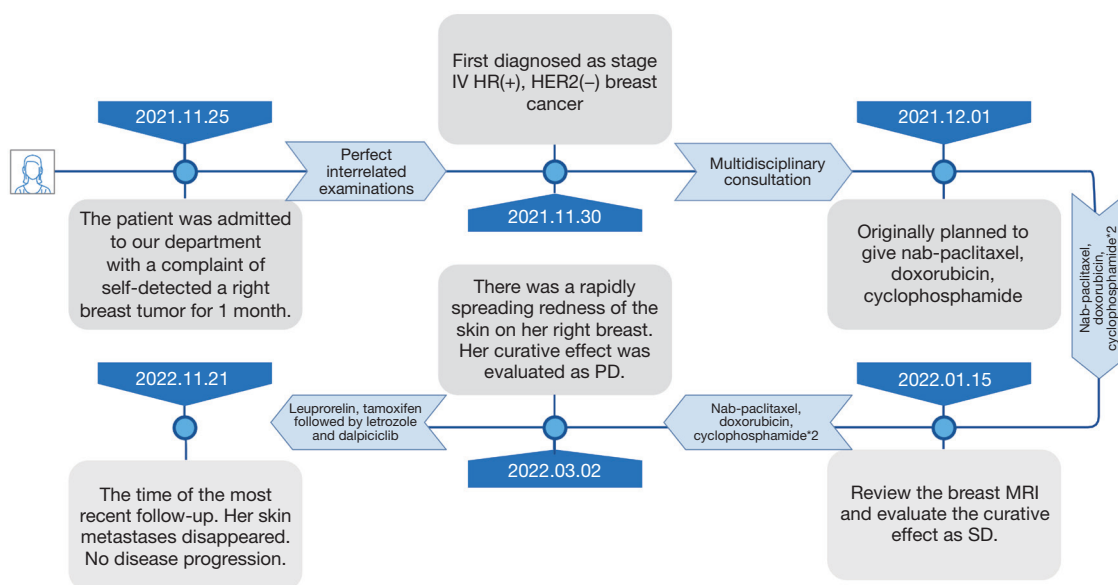 2021.11.25
The patient was admitted
to our department
with a complaint of
self-detected a right
breast tumor for 1 month.
Perfect
interrelated
examinations
First diagnosed as stage
IV HR(+), HER2(–) breast
cancer
2021.11.30
Multidisciplinary
consultation
2021.12.01
Originally planned to
give nab-paclitaxel,
doxorubicin,
cyclophosphamide
Nab-paclitaxel,
doxorubicin,
cyclophosphamide*2
2022.01.15
Review the breast MRI
and evaluate the curative
effect as SD.
Nab-paclitaxel,
doxorubicin,
cyclophosphamide*2
There was a rapidly
spreading redness of the
skin on her right breast.
Her curative effect was
evaluated as PD.
2022.03.02
Leuprorelin, tamoxifen
followed by letrozole
and dalpiciclib
2022.11.21
The time of the most
recent follow-up. Her skin
metastases disappeared.
No disease progression.